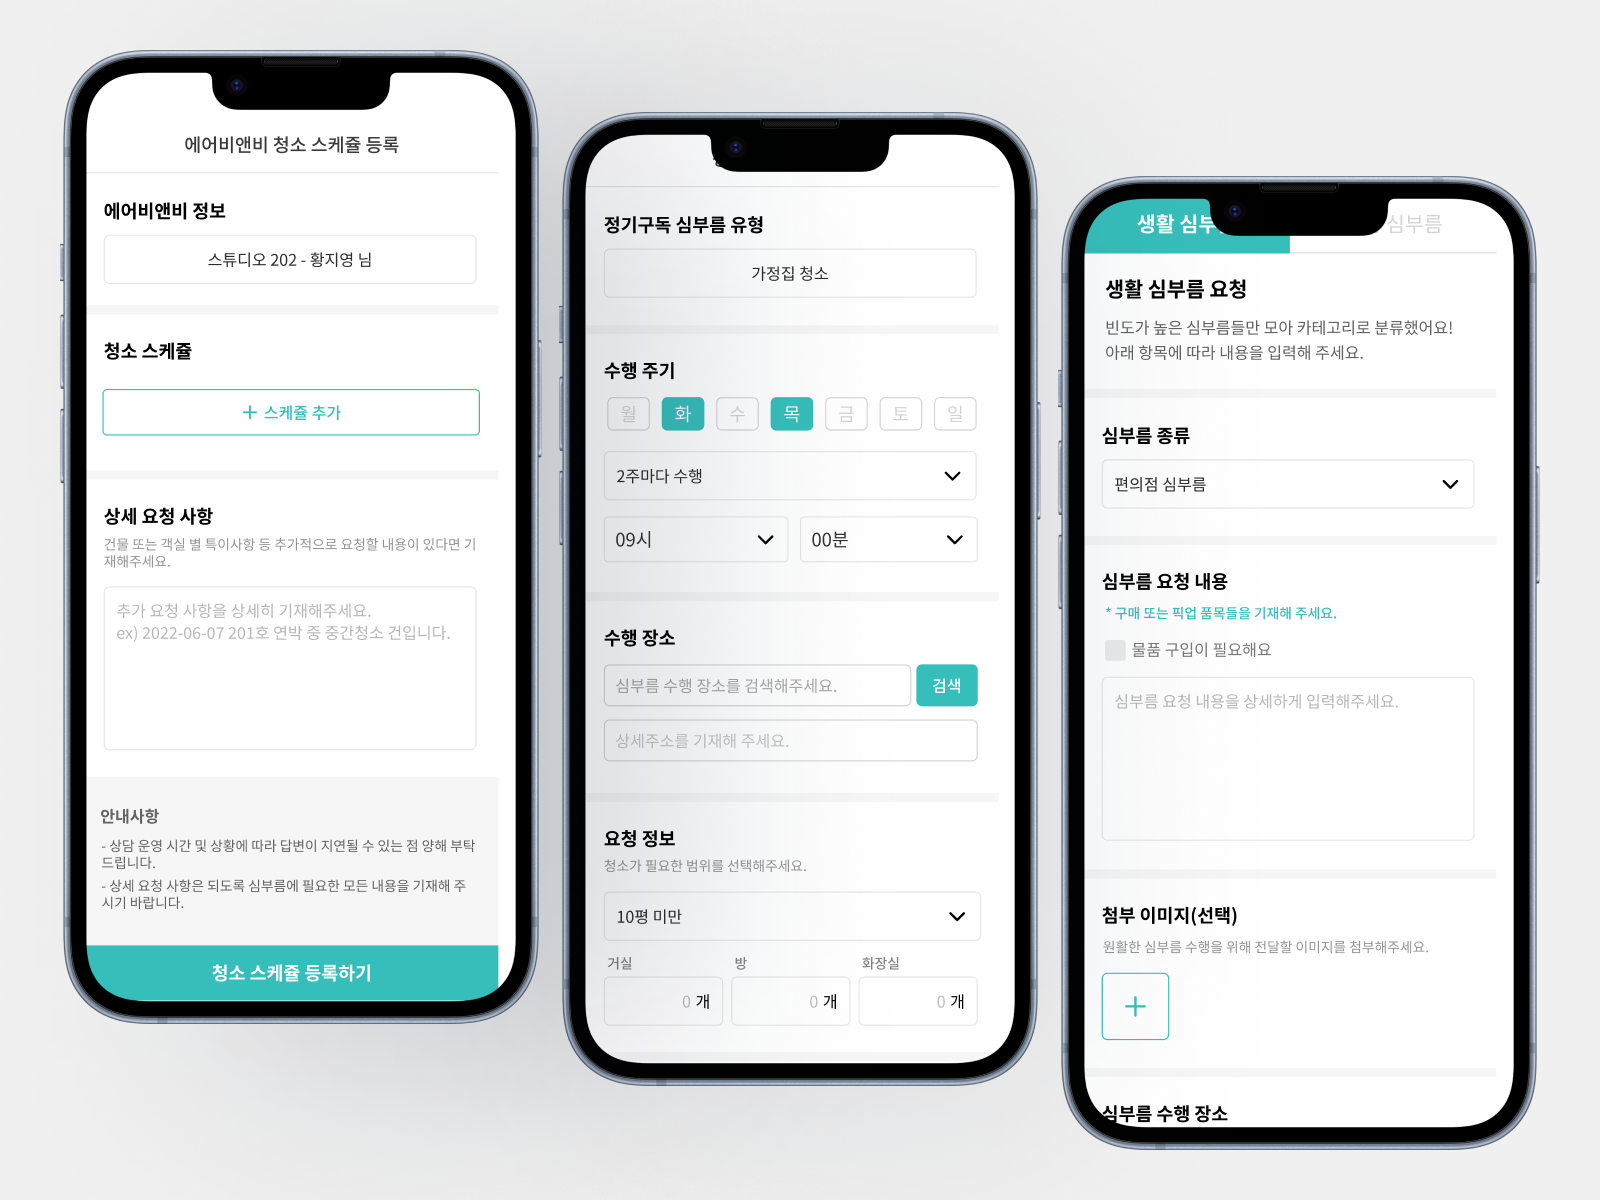 에어비앤비 청소 스케쥴 등록
에어비앤비 정보
스튜디오 202 - 황지영 님
청소 스케쥴
+ 스케쥴 추가
상세 요청 사항
건물 또는 객실 별 특이사항 등 추가적으로 요청할 내용이 있다면 기
재해주세요.
추가 요청 사항을 상세히 기재해주세요.
ex) 2022-06-07 201호 연박 중 중간청소 건입니다.
안내사항
- 상담 운영 시간 및 상황에 따라 답변이 지연될 수 있는 점 양해 부탁
드립니다.
- 상세 요청 사항은 되도록 심부름에 필요한 모든 내용을 기재해 주
시기 바랍니다.
청소 스케쥴 등록하기
정기구독 심부름 유형
가정집 청소
수행 주기
월 화 수 목 금 토 일
2주마다 수행
09시 00분
수행 장소
심부름 수행 장소를 검색해주세요. 검색
상세주소를 기재해 주세요.
요청 정보
청소가 필요한 범위를 선택해주세요.
10평 미만
거실 방 화장실
0 개 0 개 0 개
생활 심부 심부름
생활 심부름 요청
빈도가 높은 심부름들만 모아 카테고리로 분류했어요!
아래 항목에 따라 내용을 입력해 주세요.
심부름 종류
편의점 심부름
심부름 요청 내용
* 구매 또는 픽업 품목들을 기재해 주세요.
물품 구입이 필요해요
심부름 요청 내용을 상세하게 입력해주세요.
첨부 이미지(선택)
원활한 심부름 수행을 위해 전달할 이미지를 첨부해주세요.
+
심부름 수행 장소